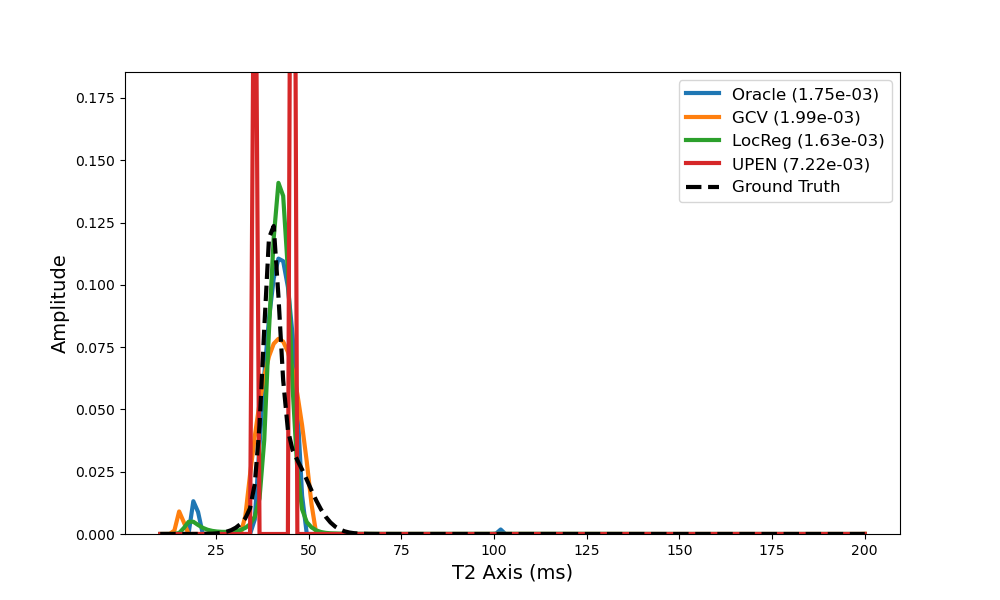 Oracle (1.75e-03)
GCV (1.99e-03)
LocReg (1.63e-03)
UPEN (7.22e-03)
Ground Truth
Amplitude
0.175
0.150
0.125
0.100
0.075
0.050
0.025
0.000
25 50 75 100 125 150 175 200
T2 Axis (ms)